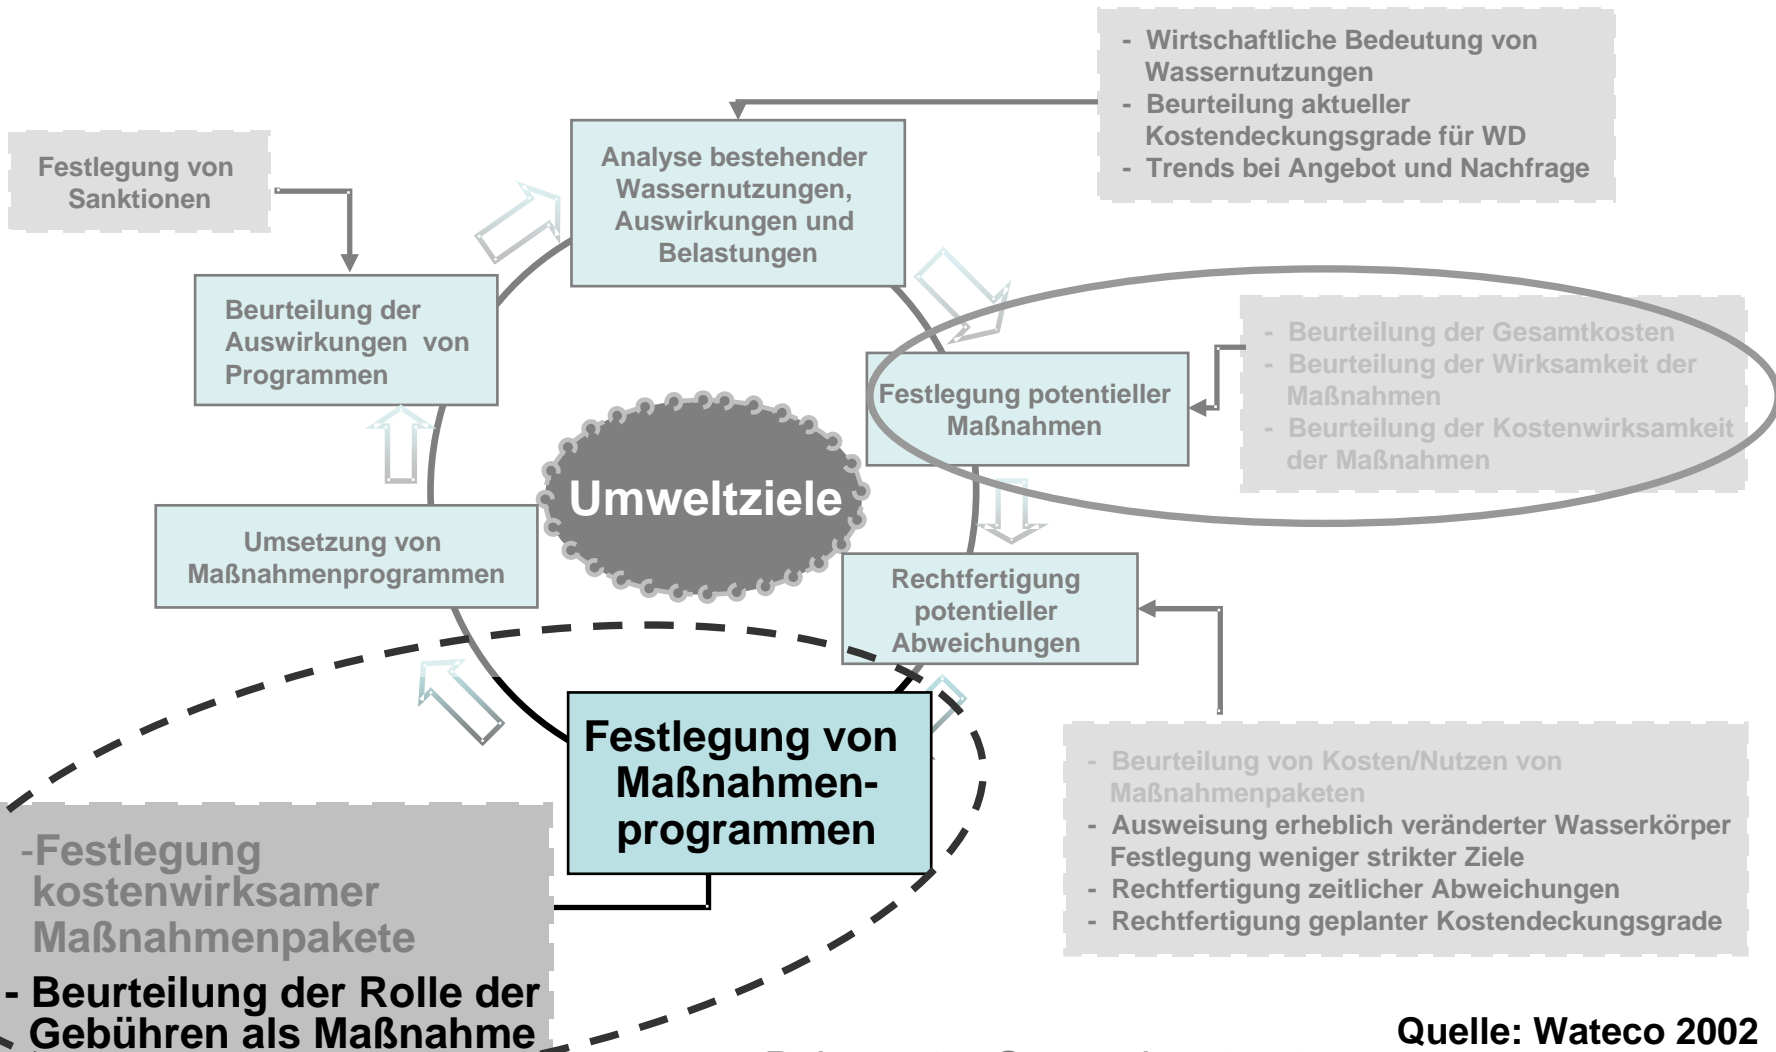 - Wirtschaftliche Bedeutung von
Wassernutzungen
- Beurteilung aktueller
Kostendeckungsgrade für WD
- Trends bei Angebot und Nachfrage
Festlegung von
Sanktionen
Analyse bestehender
Wassernutzungen,
Auswirkungen und
Belastungen
Beurteilung der
Auswirkungen von
Programmen
- Beurteilung der Gesamtkosten
- Beurteilung der Wirksamkeit der
Maßnahmen
- Beurteilung der Kostenwirksamkeit
der Maßnahmen
Festlegung potentieller
Maßnahmen
Umweltziele
Umsetzung von
Maßnahmenprogrammen
Rechtfertigung
potentieller
Abweichungen
Festlegung von
Maßnahmen-
programmen
- Beurteilung von Kosten/Nutzen von
Maßnahmenpaketen
- Ausweisung erheblich veränderter Wasserkörper
Festlegung weniger strikter Ziele
- Rechtfertigung zeitlicher Abweichungen
- Rechtfertigung geplanter Kostendeckungsgrade
-Festlegung
kostenwirksamer
Maßnahmenpakete
- Beurteilung der Rolle der
Gebühren als Maßnahme
Quelle: Wateco 2002